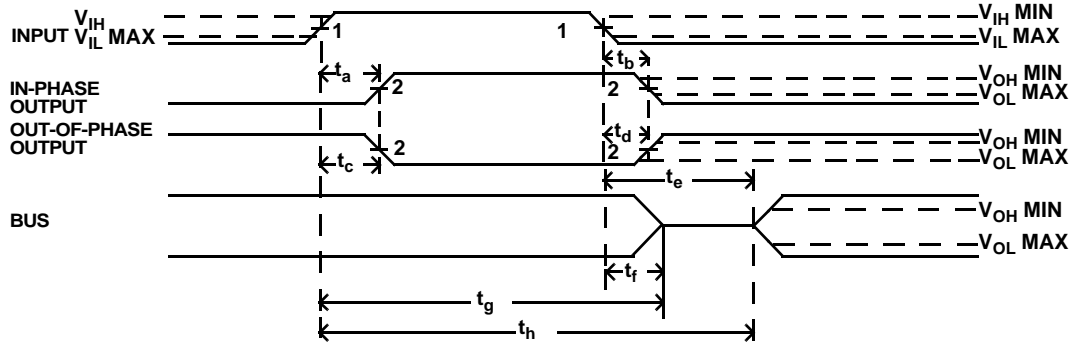 V_IH
INPUT V_IL MAX
1
1
V_IH MIN
V_IL MAX
t_a
t_b
IN-PHASE
OUTPUT
2
2
V_OH MIN
V_OL MAX
OUT-OF-PHASE
OUTPUT
t_c
2
2
t_d
V_OH MIN
V_OL MAX
t_e
BUS
V_OH MIN
V_OL MAX
t_f
t_g
t_h